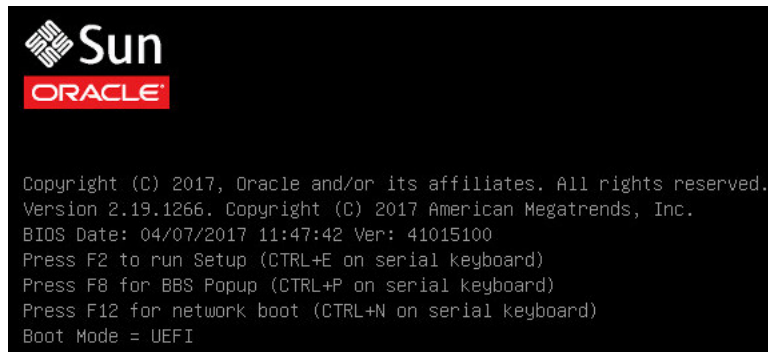 Sun
ORACLE
Copyright (C) 2017, Oracle and/or its affiliates. All rights reserved.
Version 2.19.1266. Copyright (C) 2017 American Megatrends, Inc.
BIOS Date: 04/07/2017 11:47:42 Ver: 41015100
Press F2 to run Setup (CTRL+E on serial keyboard)
Press F8 for BBS Popup (CTRL+P on serial keyboard)
Press F12 for network boot (CTRL+N on serial keyboard)
Boot Mode = UEFI